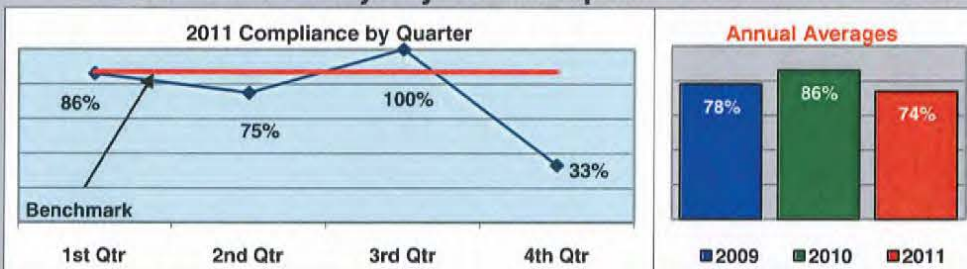 2011 Compliance by Quarter
86%
75%
100%
33%
Benchmark
1st Qtr
2nd Qtr
3rd Qtr
4th Qtr
Annual Averages
78%
86%
74%
2009
2010
2011